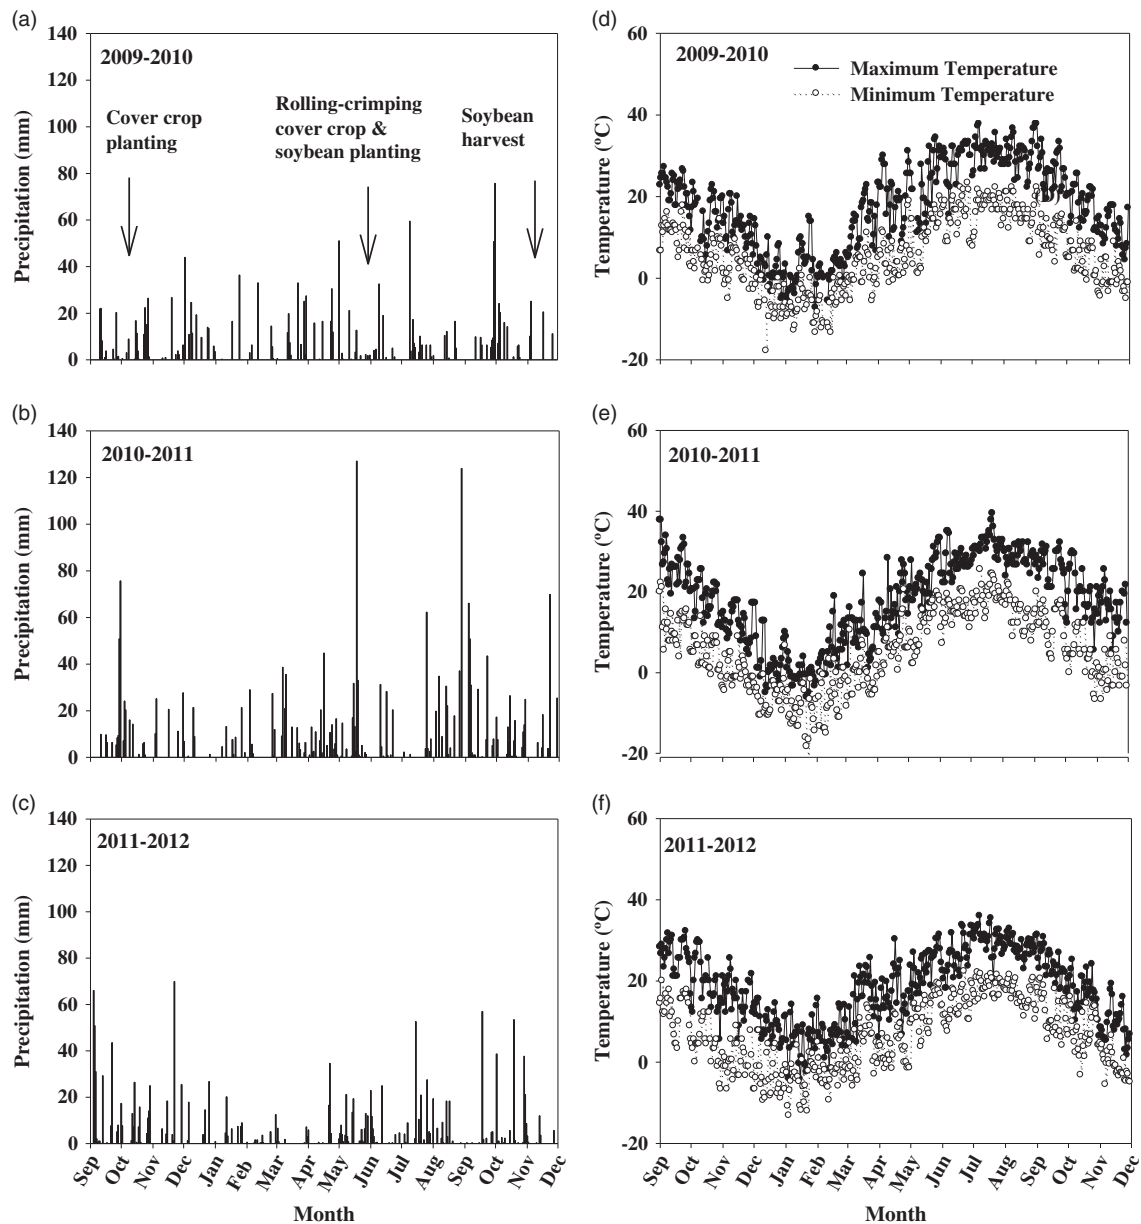 (a)
140
120
100
80
60
40
20
0
Precipitation (mm)
2009-2010
Cover crop
planting
Rolling-crimping
cover crop &
soybean planting
Soybean
harvest
(d)
60
40
20
0
-20
Temperature (ºC)
2009-2010
Maximum Temperature
Minimum Temperature
(b)
140
120
100
80
60
40
20
0
Precipitation (mm)
2010-2011
(e)
60
40
20
0
-20
Temperature (ºC)
2010-2011
(c)
140
120
100
80
60
40
20
0
Precipitation (mm)
2011-2012
Sep Oct Nov Dec Jan Feb Mar Apr May Jun Jul Aug Sep Oct Nov Dec
Month
(f)
60
40
20
0
-20
Temperature (ºC)
2011-2012
Sep Oct Nov Dec Jan Feb Mar Apr May Jun Jul Aug Sep Oct Nov Dec
Month